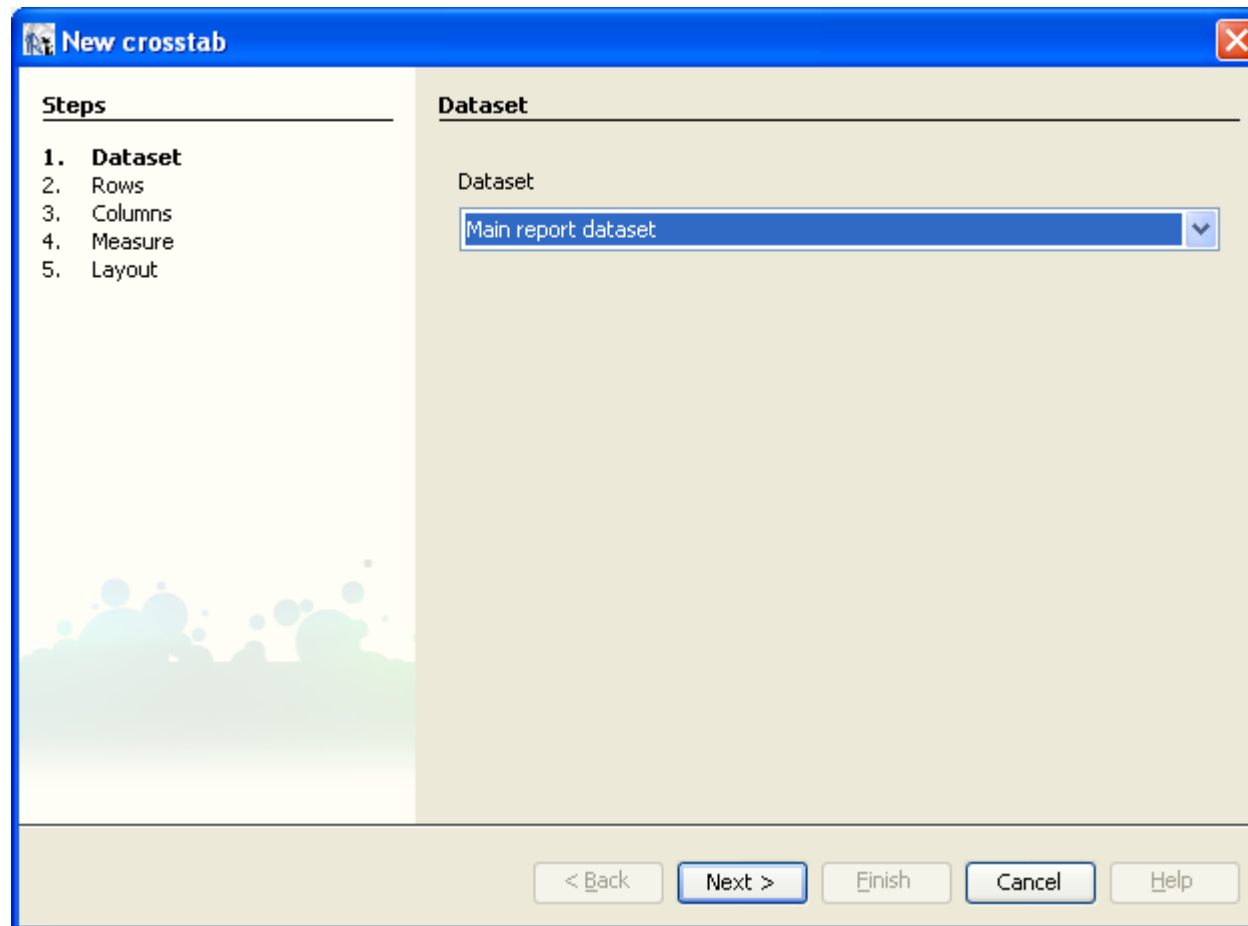 New crosstab
Steps
1. Dataset
2. Rows
3. Columns
4. Measure
5. Layout
Dataset
Dataset
Main report dataset
< Back Next > Finish Cancel Help